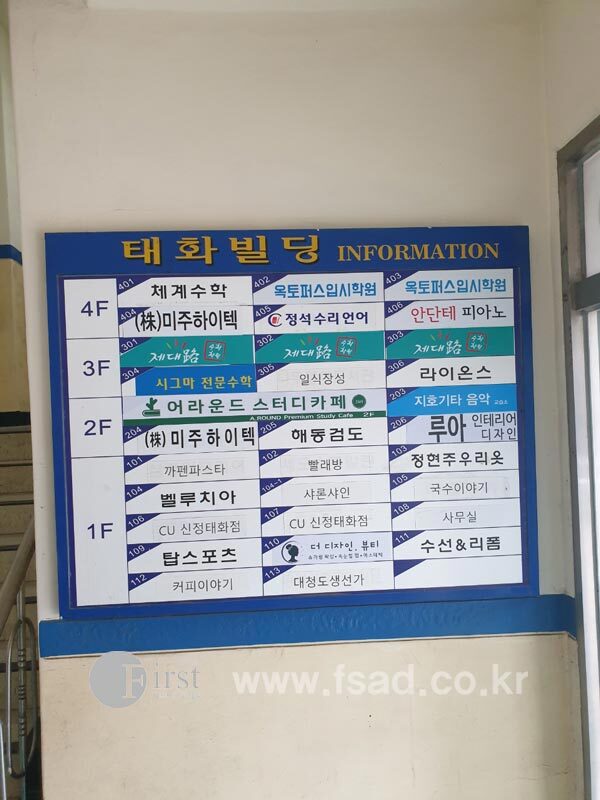 태화빌딩 INFORMATION
4F
401 체계수학
402 옥토퍼스입시학원
403 옥토퍼스입시학원
404 (株)미주하이텍
405 정석수리언어
406 안단테 피아노
3F
301 제대路
302 제대路
304 시그마 전문수학
305 일식장성
306 라이온스
2F
어라운드 스터디카페
A ROUND Premium Study Cafe 2F
203 지호기타 음악
204 (株)미주하이텍
205 해동검도
206 루아 인테리어 디자인
1F
101 까펜파스타
102 빨래방
103 정현주우리옷
104 벨루치아
104-1 샤론샤인
105 국수이야기
106 CU 신정태화점
107 CU 신정태화점
108 사무실
109 탑스포츠
110 더 디자인, 뷰티
111 수선&리폼
112 커피이야기
113 대청도생선가
First
www.fsad.co.kr